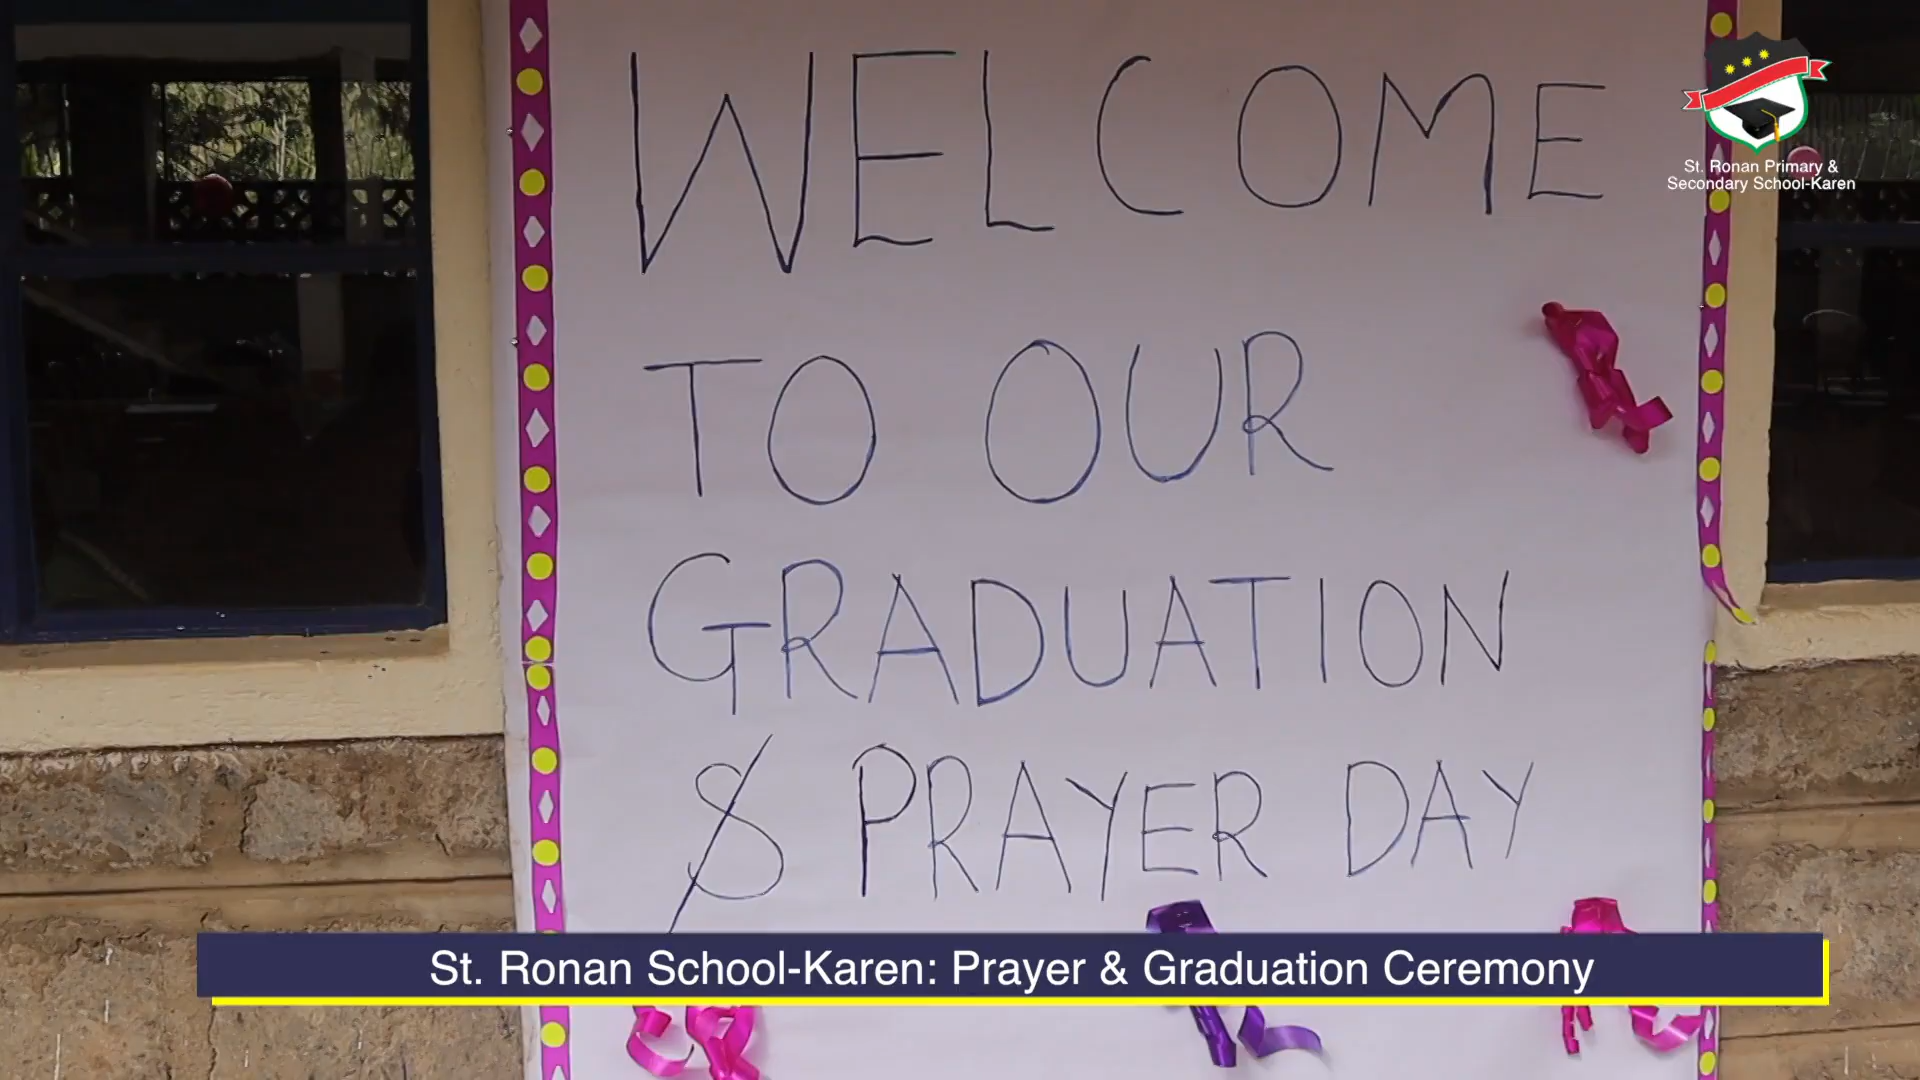 WELCOME
TO OUR
GRADUATION
& PRAYER DAY
St. Ronan Primary &
Secondary School-Karen
St. Ronan School-Karen: Prayer & Graduation Ceremony